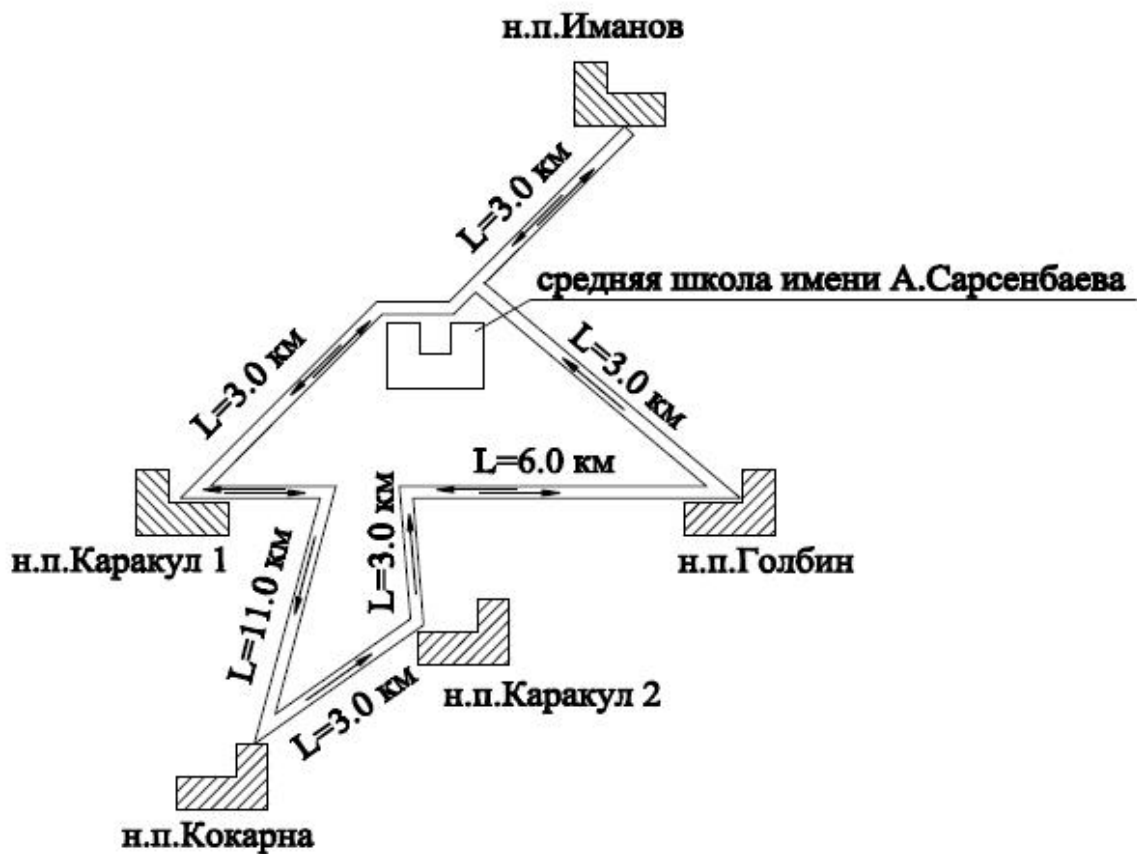 н.п.Иманов
L=3.0 км
средняя школа имени А.Сарсенбаева
L=3.0 км
L=3.0 км
L=6.0 км
н.п.Каракул 1
L=3.0 км
н.п.Голбин
L=11.0 км
н.п.Каракул 2
L=3.0 км
н.п.Кокарна